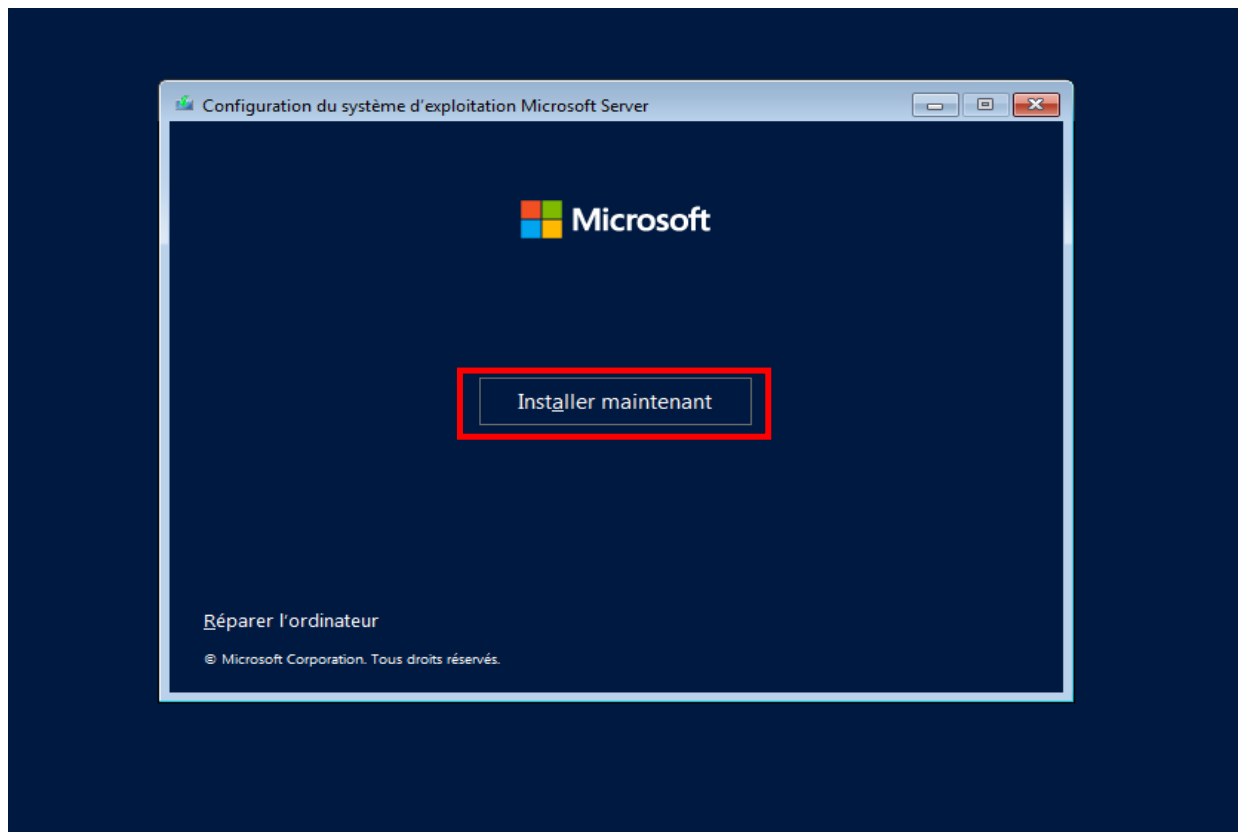 Configuration du système d'exploitation Microsoft Server
Microsoft
Installer maintenant
Réparer l'ordinateur
© Microsoft Corporation. Tous droits réservés.